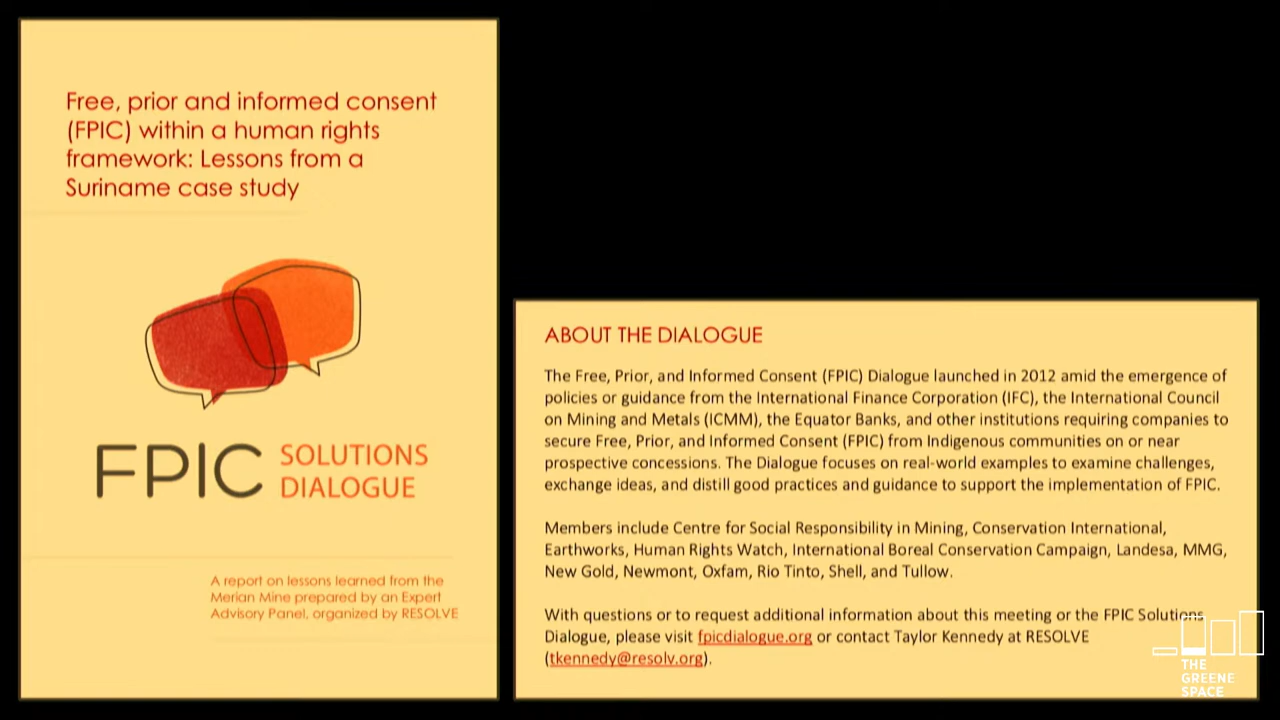 Free, prior and informed consent
(FPIC) within a human rights
framework: Lessons from a
Suriname case study
FPIC SOLUTIONS
DIALOGUE
A report on lessons learned from the
Merian Mine prepared by an Expert
Advisory Panel, organized by RESOLVE
ABOUT THE DIALOGUE
The Free, Prior, and Informed Consent (FPIC) Dialogue launched in 2012 amid the emergence of
policies or guidance from the International Finance Corporation (IFC), the International Council
on Mining and Metals (ICMM), the Equator Banks, and other institutions requiring companies to
secure Free, Prior, and Informed Consent (FPIC) from Indigenous communities on or near
prospective concessions. The Dialogue focuses on real-world examples to examine challenges,
exchange ideas, and distill good practices and guidance to support the implementation of FPIC.
Members include Centre for Social Responsibility in Mining, Conservation International,
Earthworks, Human Rights Watch, International Boreal Conservation Campaign, Landesa, MMG,
New Gold, Newmont, Oxfam, Rio Tinto, Shell, and Tullow.
With questions or to request additional information about this meeting or the FPIC Solutions
Dialogue, please visit fpicdialogue.org or contact Taylor Kennedy at RESOLVE
(tkennedy@resolv.org).
THE
GREENE
SPACE